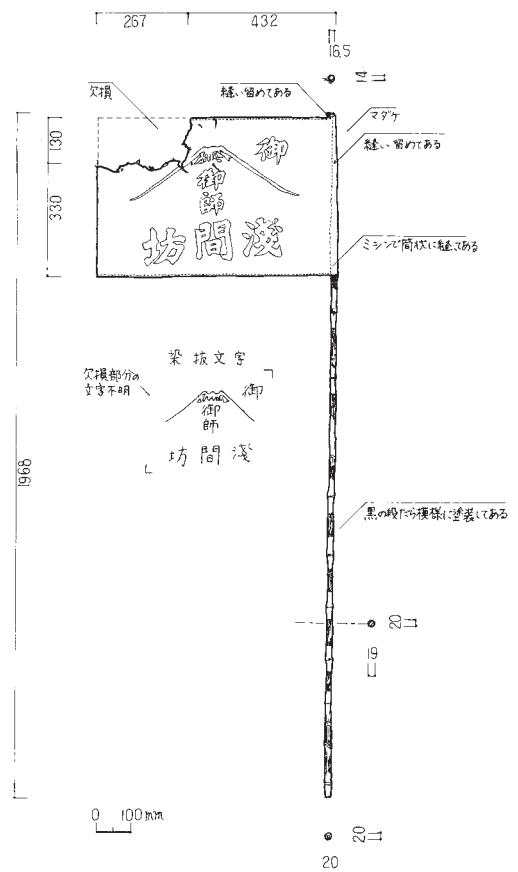 267
432
16.5
14
欠損
縫い留めてある
マダケ
縫い留めてある
130
330
御
御師
淺間坊
ミシンで筒状に縫ってある
染抜文字
欠損部分の
文字不明
「御
御師
淺間坊」
1968
黒の段だら模様に塗装してある
20
19
0 100mm
20
20